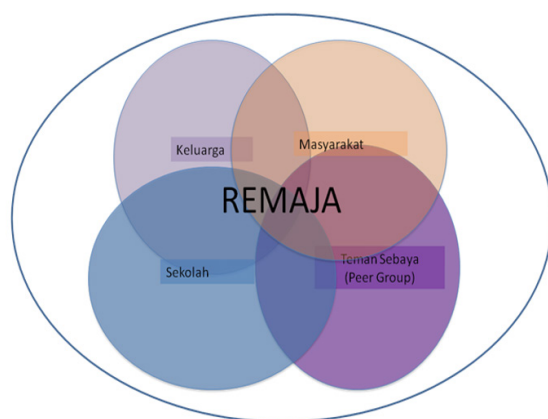 Keluarga
Masyarakat
REMAJA
Sekolah
Teman Sebaya
(Peer Group)